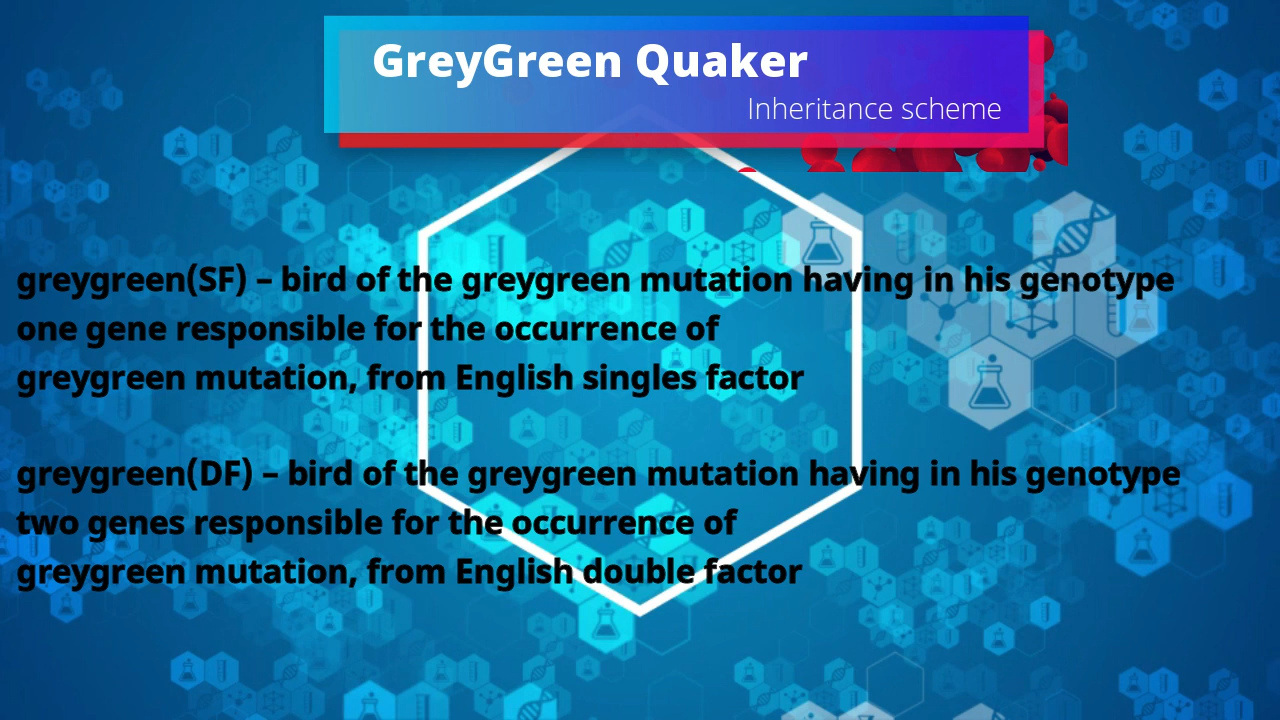 GreyGreen Quaker
Inheritance scheme
greygreen(SF) – bird of the greygreen mutation having in his genotype
one gene responsible for the occurrence of
greygreen mutation, from English singles factor
greygreen(DF) – bird of the greygreen mutation having in his genotype
two genes responsible for the occurrence of
greygreen mutation, from English double factor